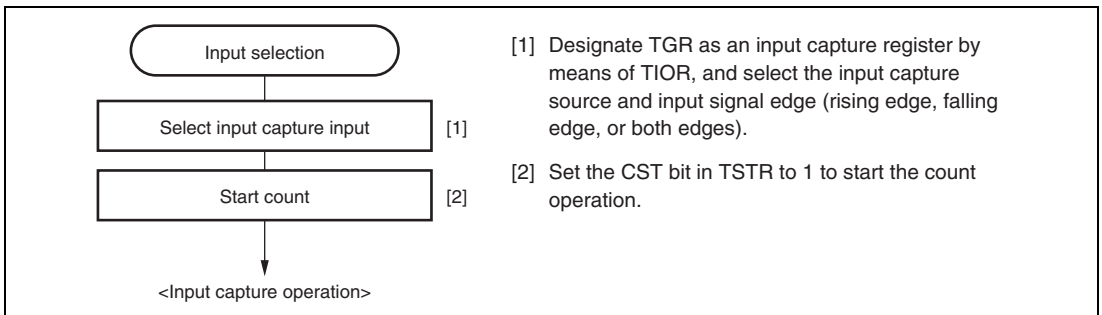 Input selection
Select input capture input
[1]
Start count
[2]
<Input capture operation>
[1] Designate TGR as an input capture register by
means of TIOR, and select the input capture
source and input signal edge (rising edge, falling
edge, or both edges).
[2] Set the CST bit in TSTR to 1 to start the count
operation.